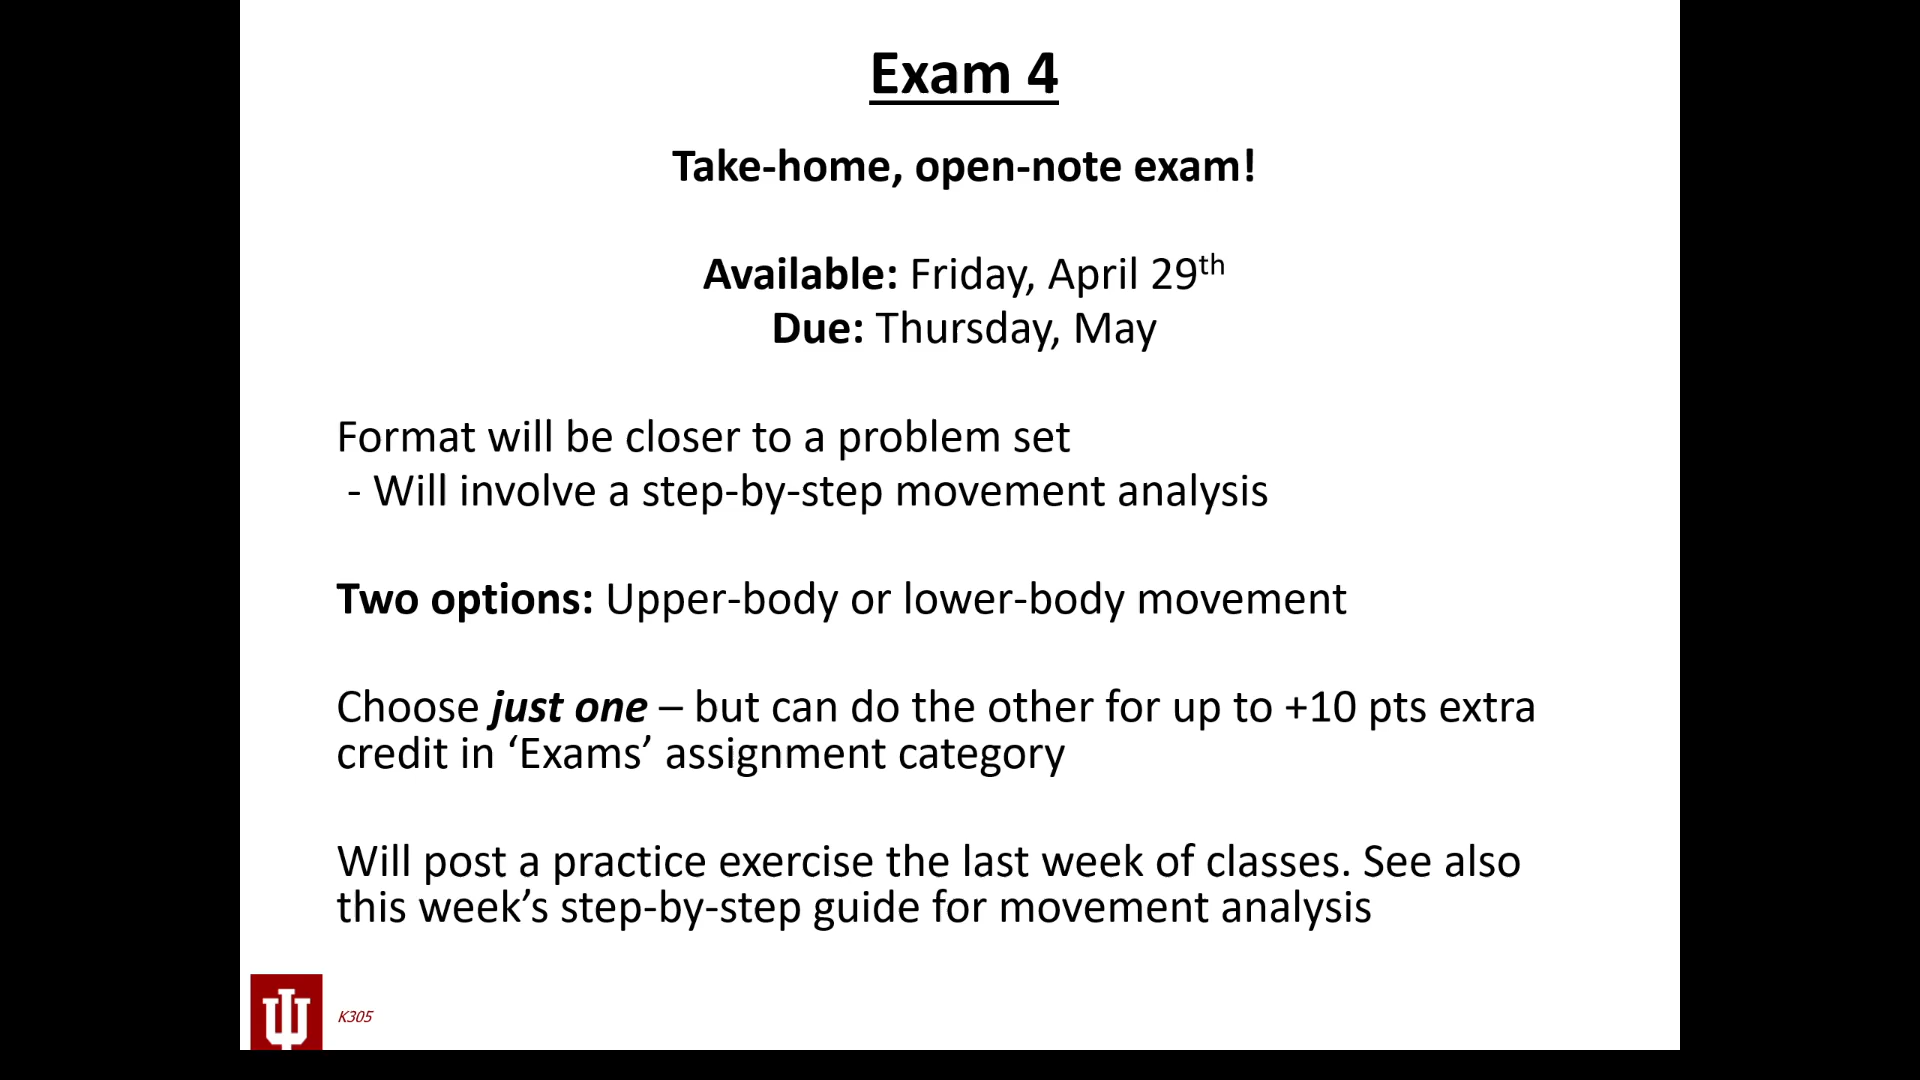 Exam 4
Take-home, open-note exam!
Available: Friday, April 29th
Due: Thursday, May
Format will be closer to a problem set
- Will involve a step-by-step movement analysis
Two options: Upper-body or lower-body movement
Choose just one – but can do the other for up to +10 pts extra
credit in ‘Exams’ assignment category
Will post a practice exercise the last week of classes. See also
this week’s step-by-step guide for movement analysis
K305